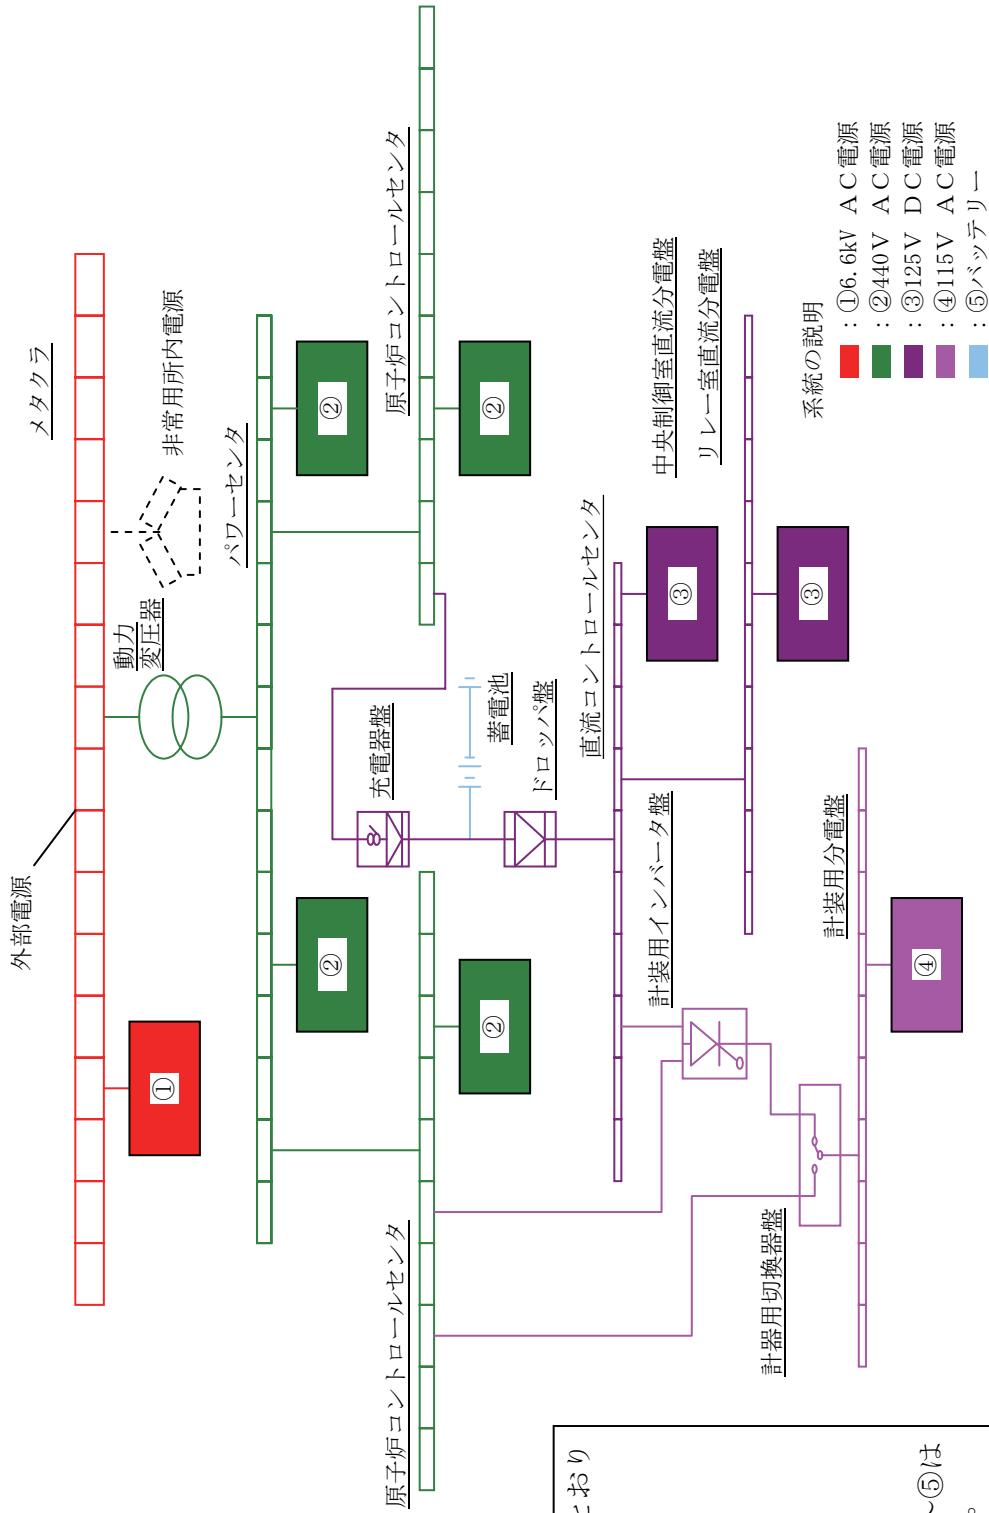 外部電源
メタクラ
①
動力
変圧器
非常用所内電源
パワーセンタ
②
②
原子炉コントロールセンタ
原子炉コントロールセンタ
②
②
充電器盤
蓄電池
ドロッパ盤
直流コントロールセンタ
③
中央制御室直流分電盤
リレー室直流分電盤
③
計装用インバータ盤
計器用切換器盤
計装用分電盤
④
系統の説明
：①6.6kV ＡＣ電源
：②440Ｖ ＡＣ電源
：③125Ｖ ＤＣ電源
：④115Ｖ ＡＣ電源
：⑤バッテリー
とおり
～⑤は
。